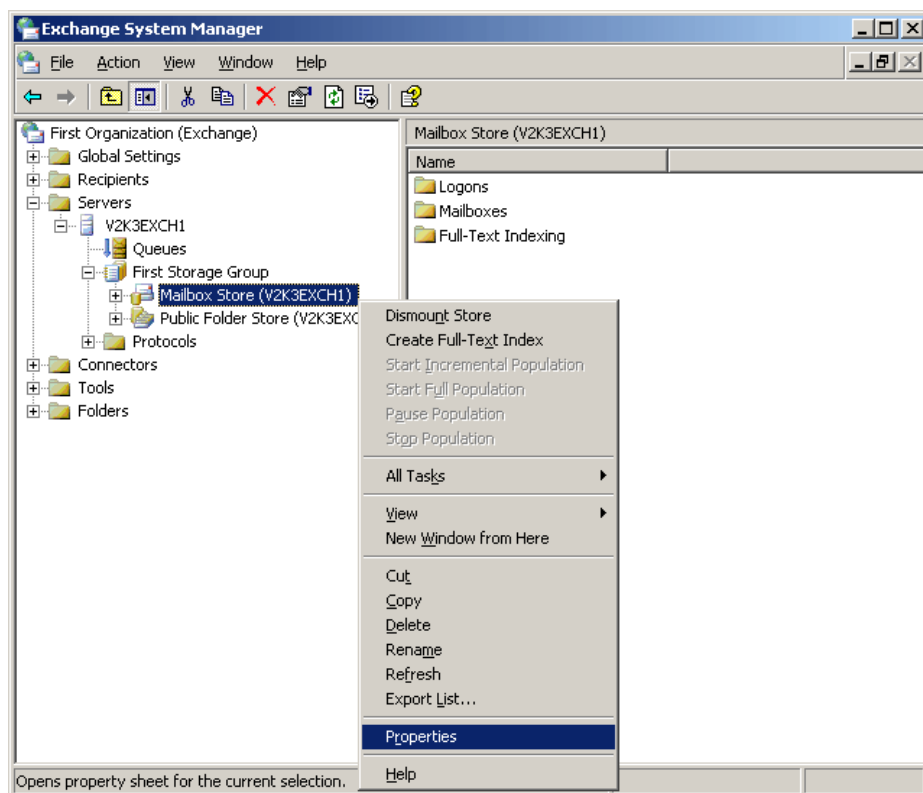 Exchange System Manager
File Action View Window Help
First Organization (Exchange)
Global Settings
Recipients
Servers
V2K3EXCH1
Queues
First Storage Group
Mailbox Store (V2K3EXCH1)
Public Folder Store (V2K3EXC
Protocols
Connectors
Tools
Folders
Mailbox Store (V2K3EXCH1)
Name
Logons
Mailboxes
Full-Text Indexing
Dismount Store
Create Full-Text Index
Start Incremental Population
Start Full Population
Pause Population
Stop Population
All Tasks
View
New Window from Here
Cut
Copy
Delete
Rename
Refresh
Export List...
Properties
Help
Opens property sheet for the current selection.